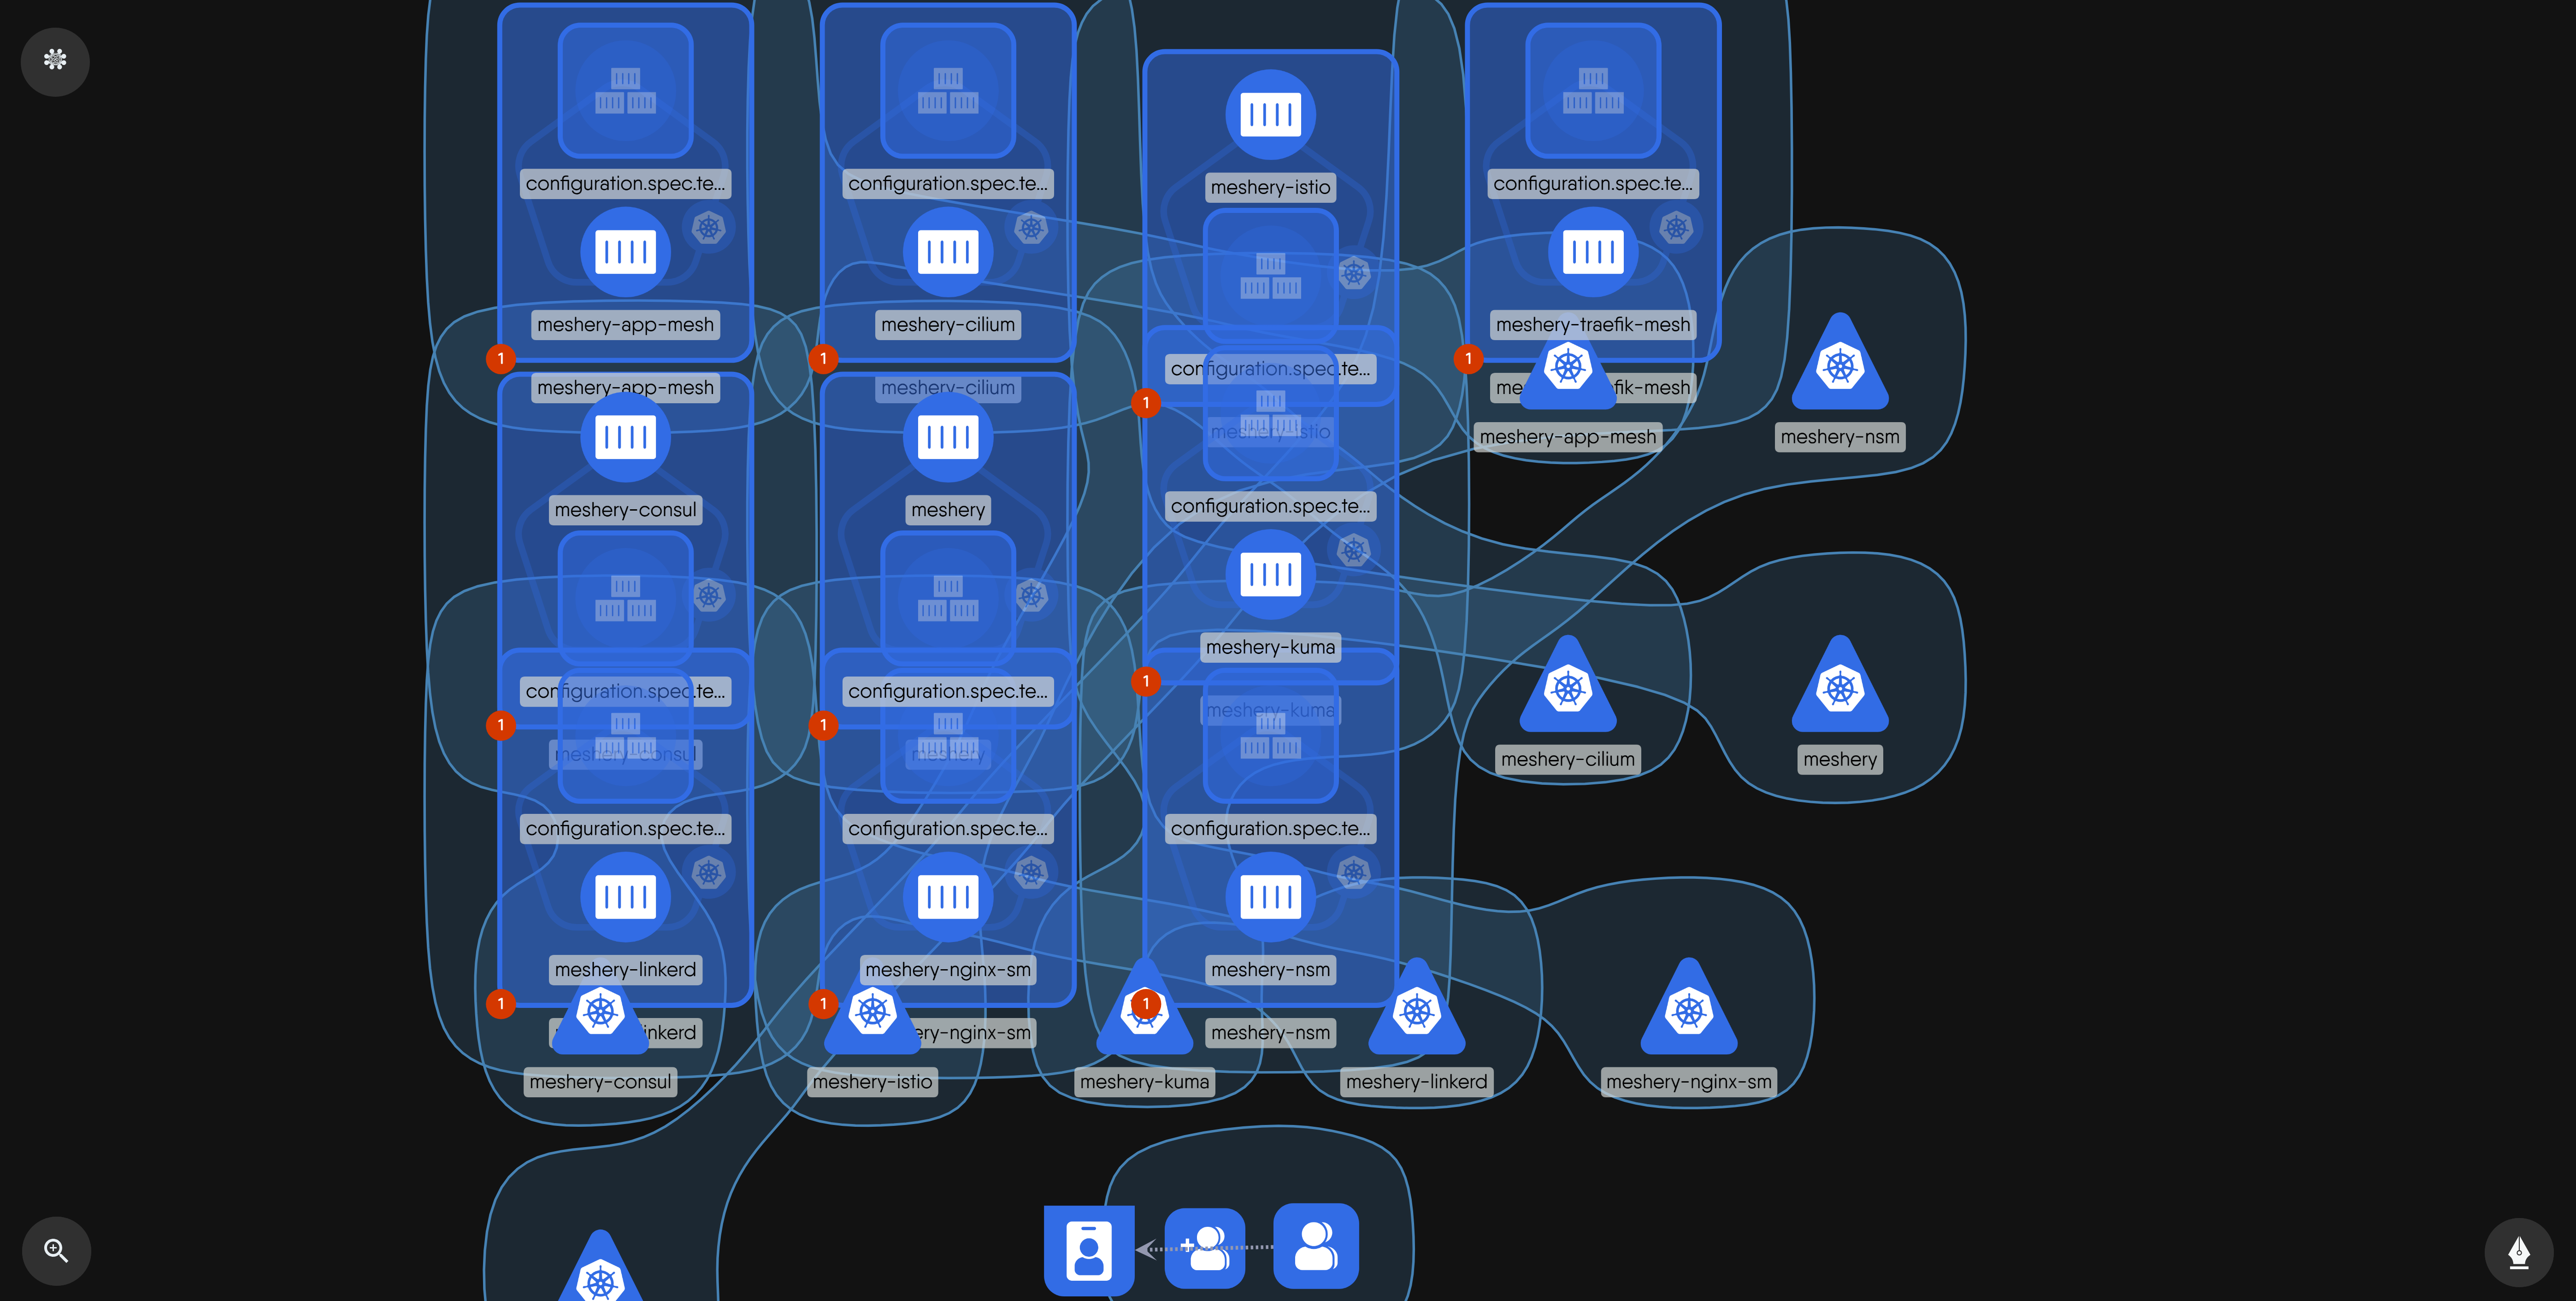 configuration.spec.te...
configuration.spec.te...
meshery-istio
configuration.spec.te...
meshery-app-mesh
meshery-cilium
configuration.spec.te...
meshery-traefik-mesh
1
1
1
1
meshery-app-mesh
meshery-cilium
meshery-istio
fik-mesh
meshery-app-mesh
meshery-nsm
meshery-consul
meshery
configuration.spec.te...
meshery-kuma
configuration.spec.te...
configuration.spec.te...
1
1
1
meshery-kuma
meshery-consul
meshery
meshery-cilium
meshery
configuration.spec.te...
configuration.spec.te...
configuration.spec.te...
meshery-linkerd
meshery-nginx-sm
meshery-nsm
1
1
1
inkerd
ery-nginx-sm
meshery-nsm
meshery-consul
meshery-istio
meshery-kuma
meshery-linkerd
meshery-nginx-sm